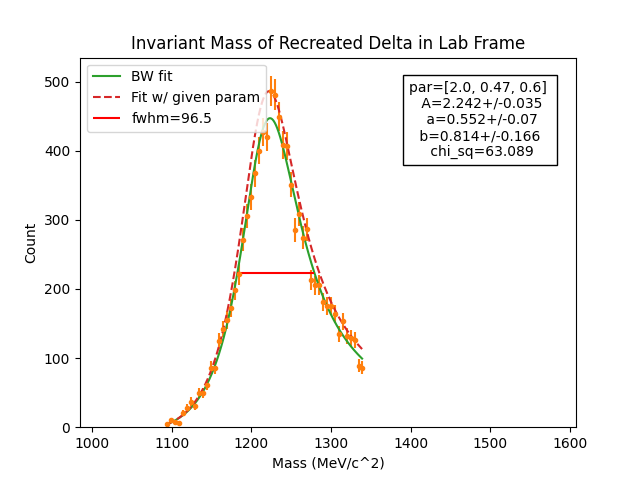 Invariant Mass of Recreated Delta in Lab Frame
BW fit
Fit w/ given param
fwhm=96.5
par=[2.0, 0.47, 0.6]
A=2.242+/-0.035
a=0.552+/-0.07
b=0.814+/-0.166
chi_sq=63.089
Count
500
400
300
200
100
0
1000 1100 1200 1300 1400 1500 1600
Mass (MeV/c^2)